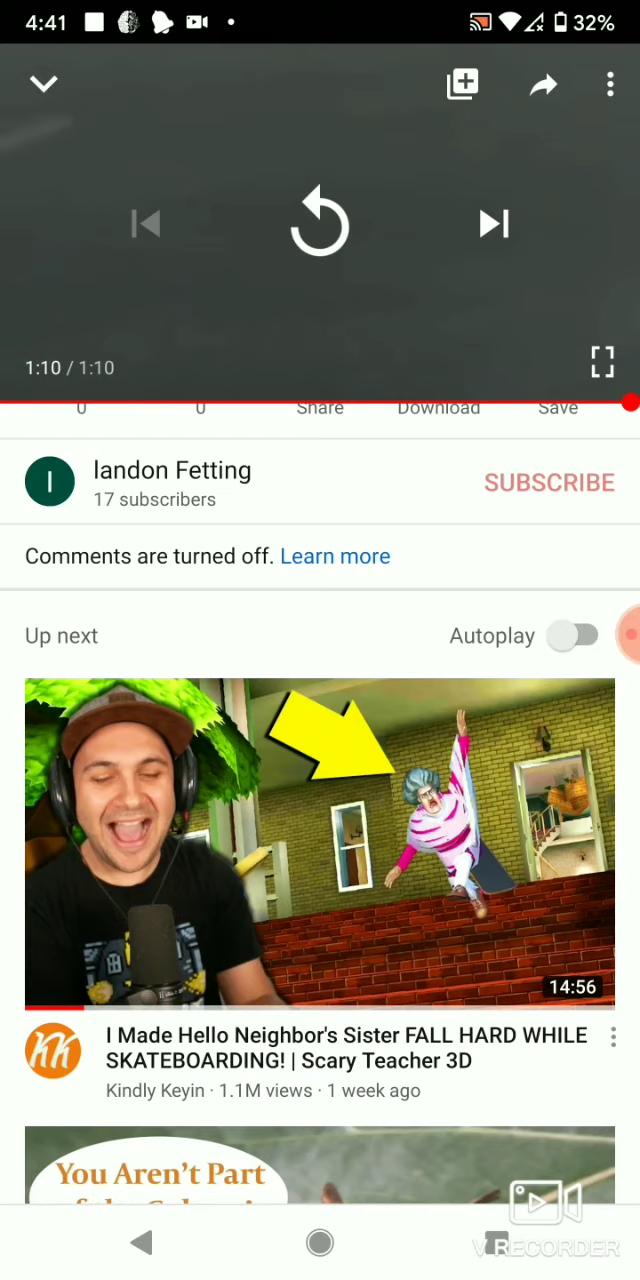 4:41
32%
1:10 / 1:10
0 0 Share Download Save
landon Fetting
17 subscribers
SUBSCRIBE
Comments are turned off. Learn more
Up next
Autoplay
14:56
I Made Hello Neighbor's Sister FALL HARD WHILE
SKATEBOARDING! | Scary Teacher 3D
Kindly Keyin · 1.1M views · 1 week ago
You Aren't Part
V RECORDER